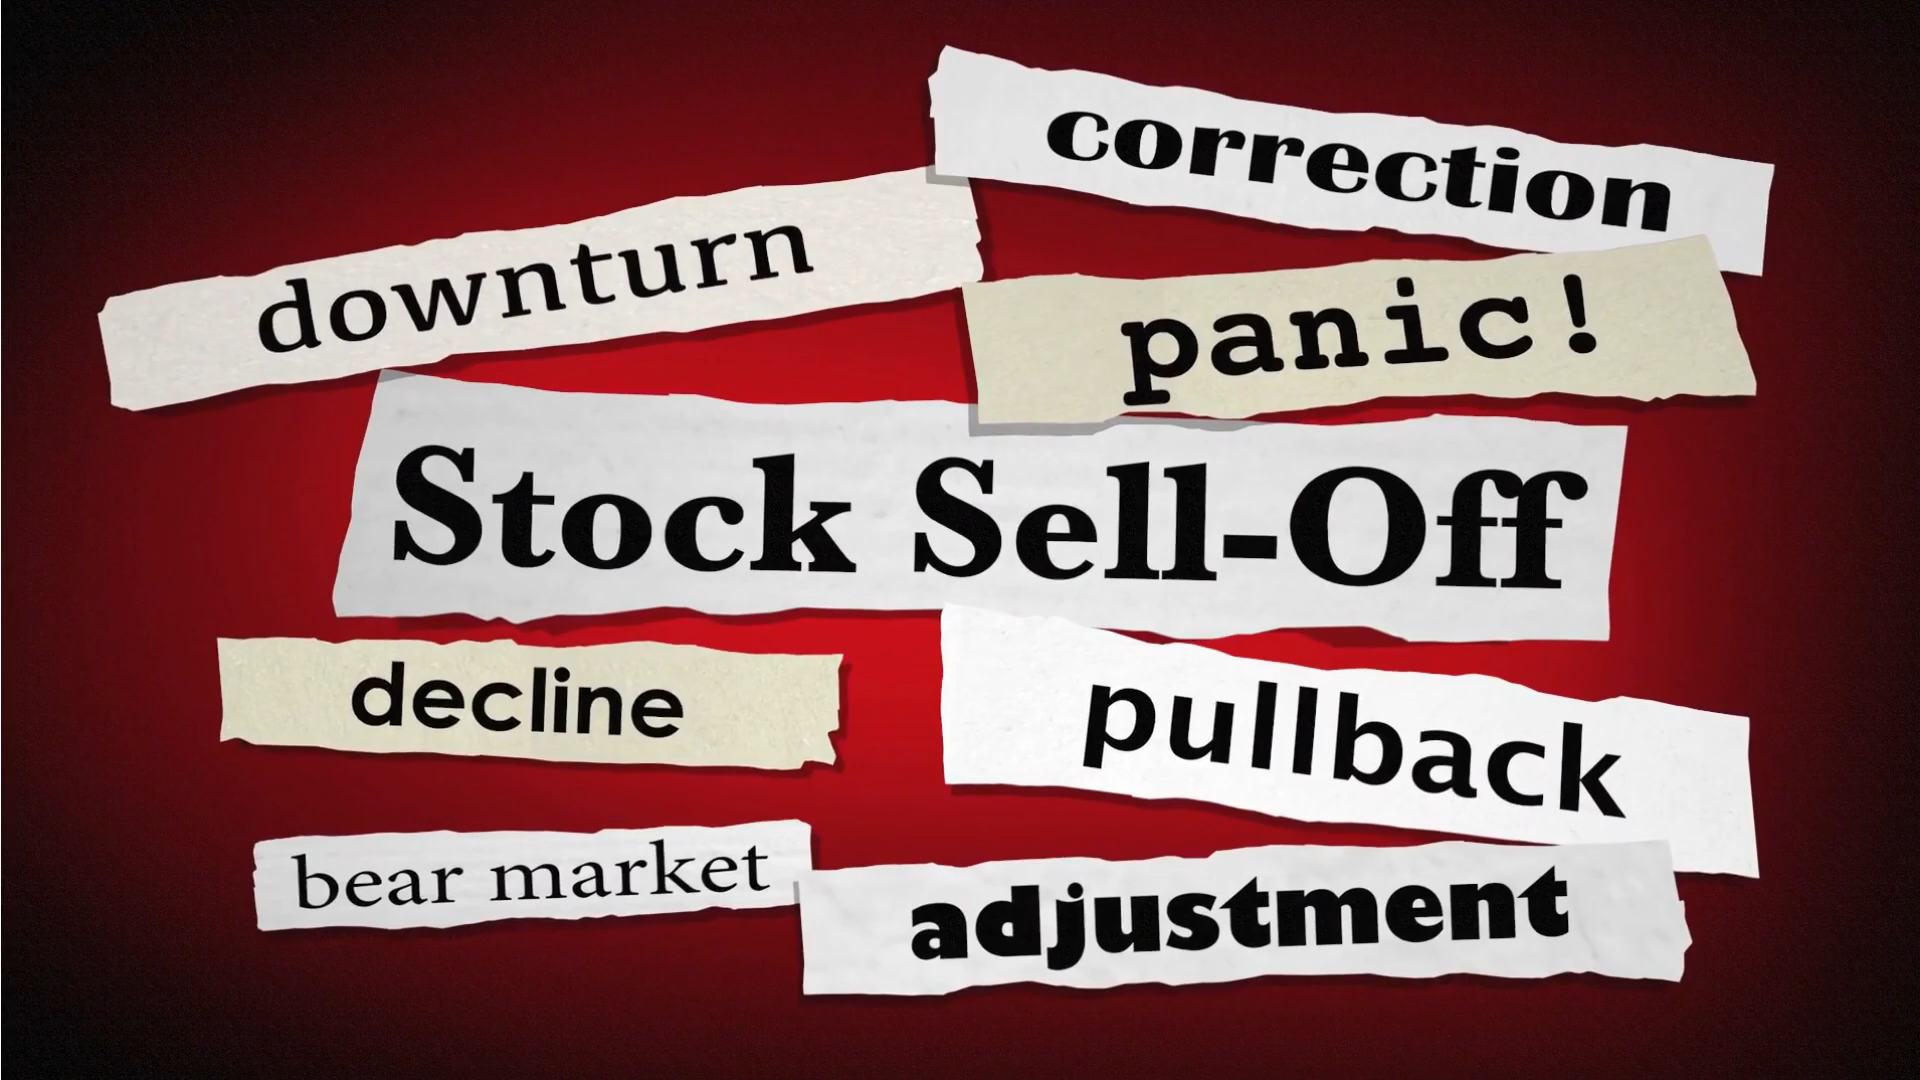 correction
downturn
panic!
Stock Sell-Off
decline
pullback
bear market
adjustment